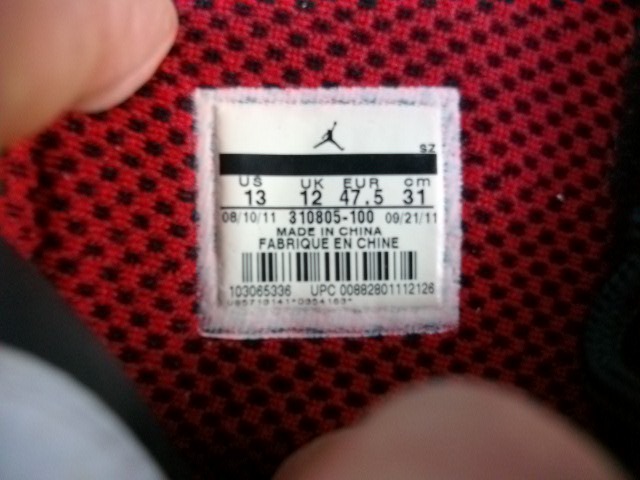 SZ
US UK EUR cm
13 12 47.5 31
08/10/11 310805-100 09/21/11
MADE IN CHINA
FABRIQUE EN CHINE
103065336 UPC 00882801112126